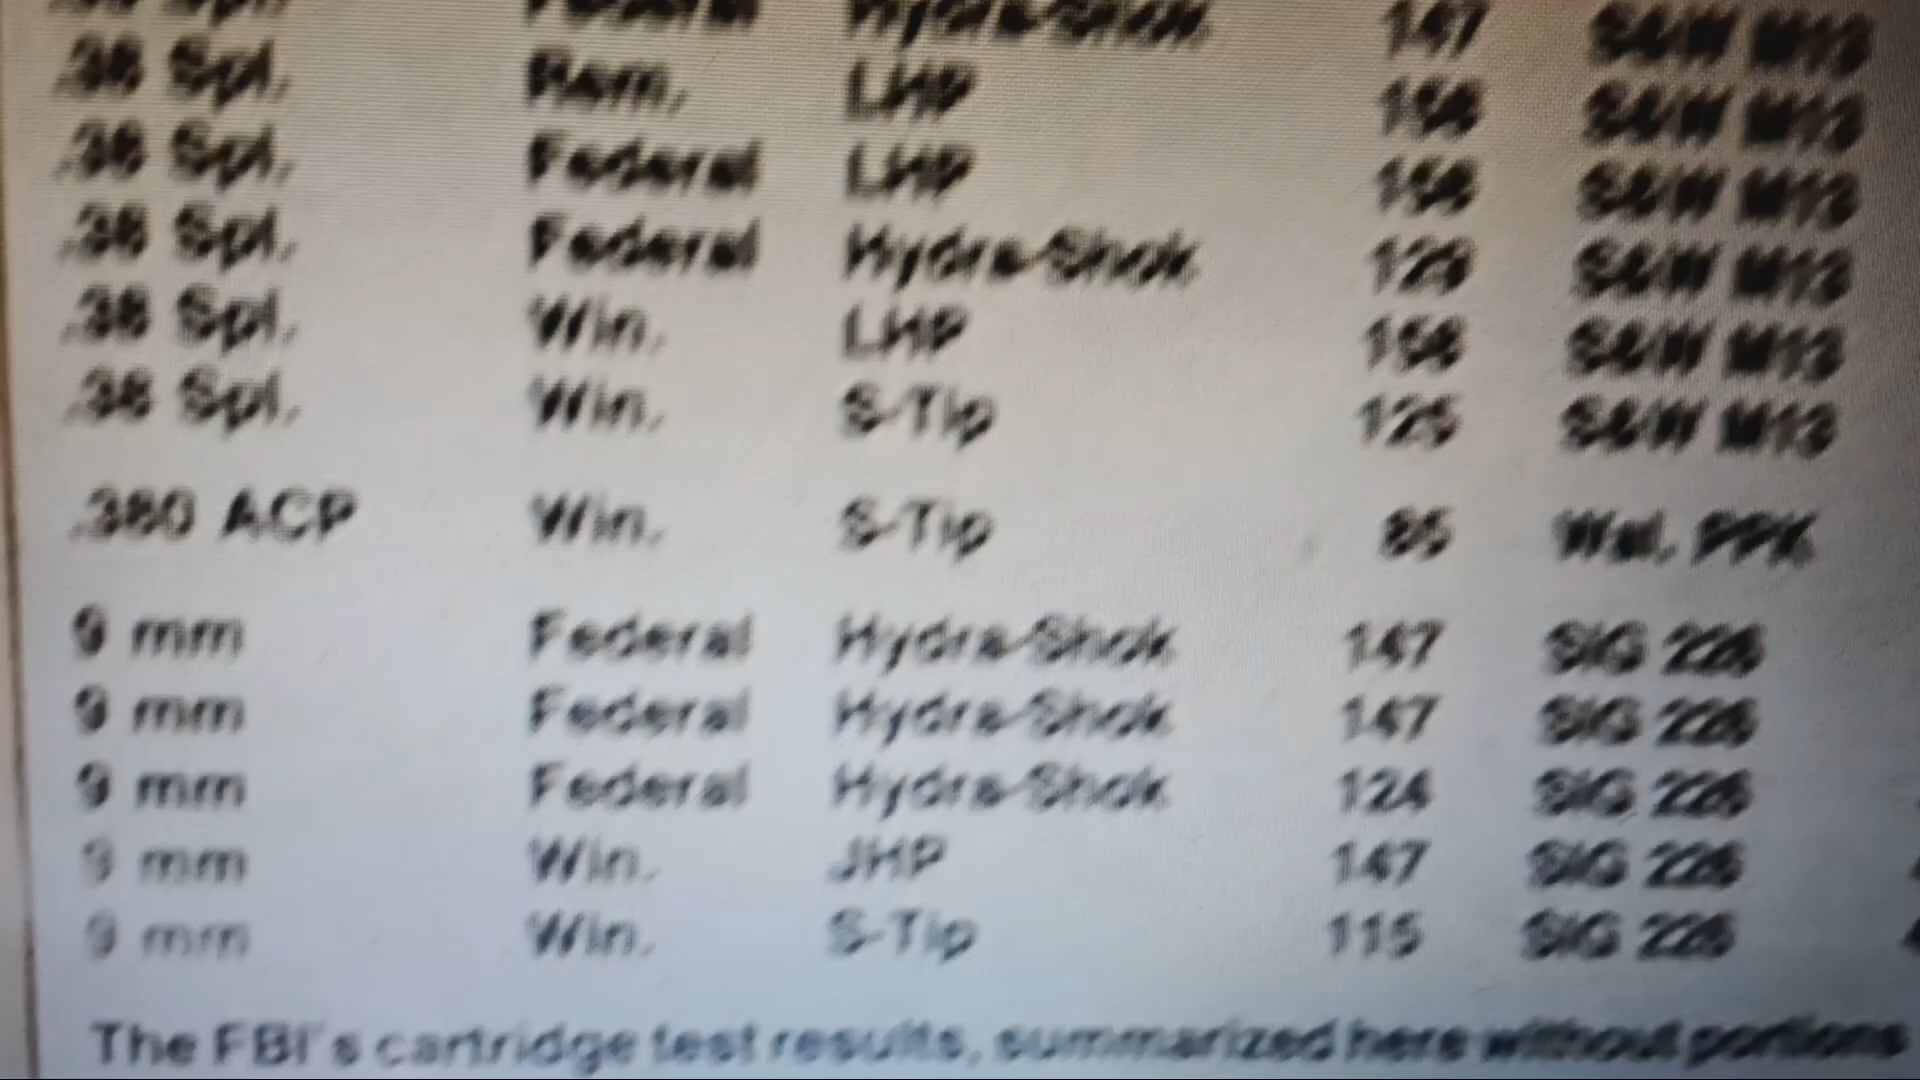 .38 Spl. Federal Hydra-Shok 147 S&W M13
.38 Spl. Rem. LHP 158 S&W M13
.38 Spl. Federal LHP 158 S&W M13
.38 Spl. Federal Hydra-Shok 129 S&W M13
.38 Spl. Win. LHP 158 S&W M13
.38 Spl. Win. S-Tip 125 S&W M13
.380 ACP Win. S-Tip 85 Wal. PPK
9 mm Federal Hydra-Shok 147 SIG 226
9 mm Federal Hydra-Shok 147 SIG 226
9 mm Federal Hydra-Shok 124 SIG 226
9 mm Win. JHP 147 SIG 226
9 mm Win. S-Tip 115 SIG 226
The FBI's cartridge test results, summarized here without portions